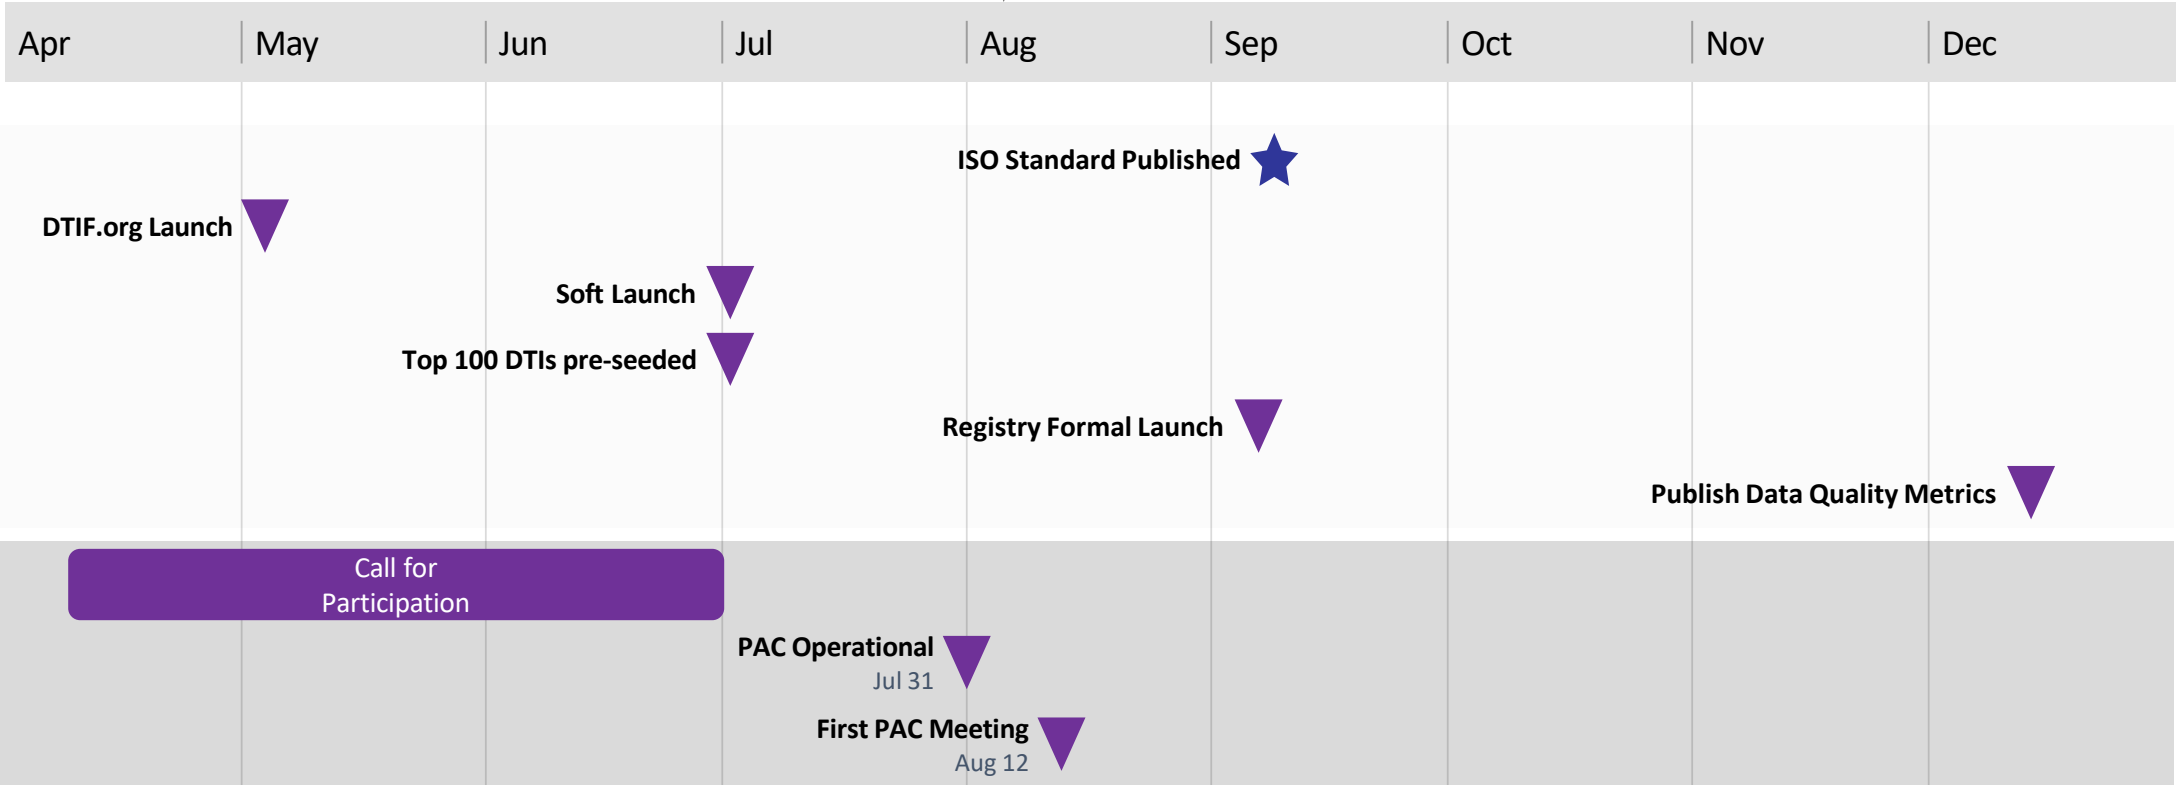 Apr May Jun Jul Aug Sep Oct Nov Dec
ISO Standard Published
DTIF.org Launch
Soft Launch
Top 100 DTIs pre-seeded
Registry Formal Launch
Publish Data Quality Metrics
Call for
Participation
PAC Operational
Jul 31
First PAC Meeting
Aug 12